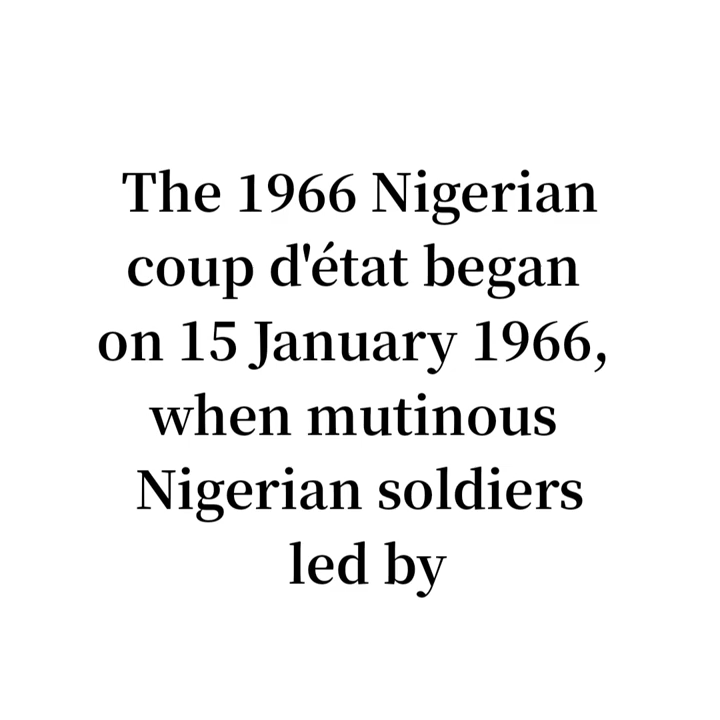 The 1966 Nigerian
coup d'état began
on 15 January 1966,
when mutinous
Nigerian soldiers
led by